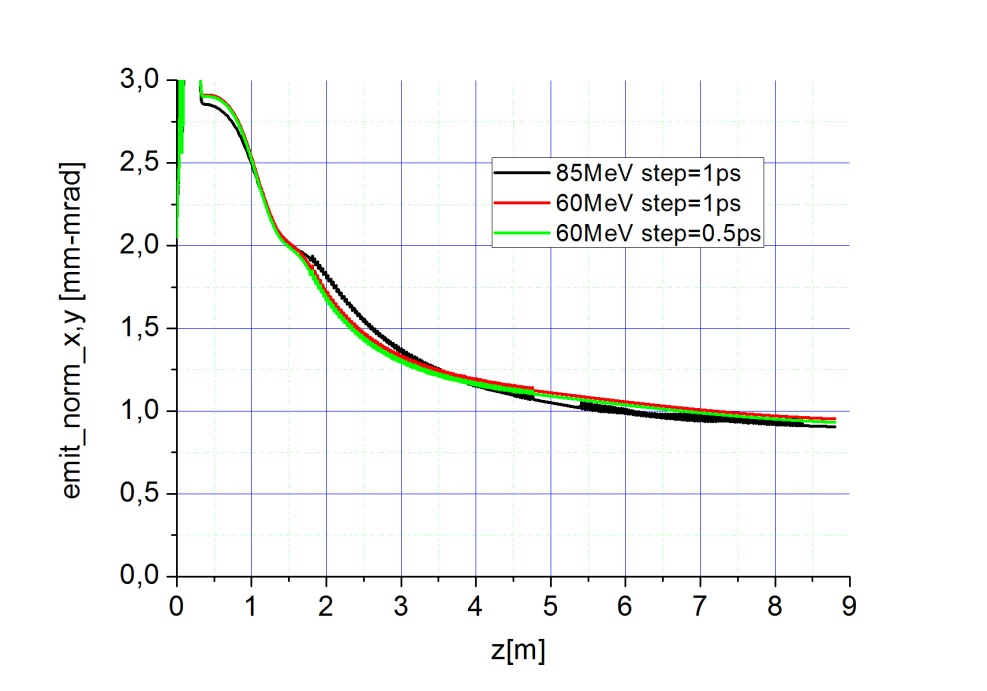 3,0
2,5
2,0
1,5
1,0
0,5
0,0
emit_norm_x,y [mm-mrad]
85MeV step=1ps
60MeV step=1ps
60MeV step=0.5ps
0 1 2 3 4 5 6 7 8 9
z[m]